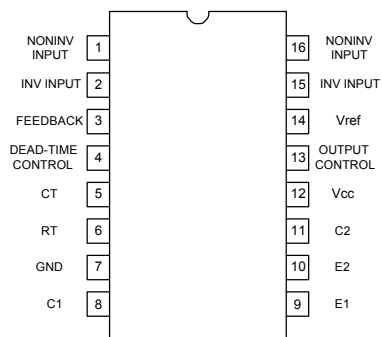 NONINV
INPUT
1
16
NONINV
INPUT
INV INPUT
2
15
INV INPUT
FEEDBACK
3
14
Vref
DEAD-TIME
CONTROL
4
13
OUTPUT
CONTROL
CT
5
12
Vcc
RT
6
11
C2
GND
7
10
E2
C1
8
9
E1